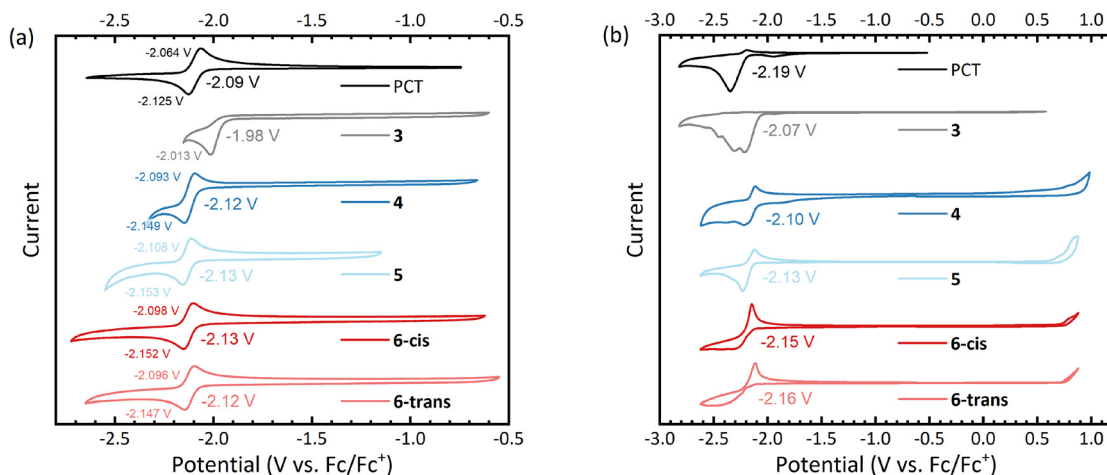 (a)
-2.5 -2.0 -1.5 -1.0 -0.5
-2.064 V
-2.09 V
-2.125 V
PCT
-1.98 V
-2.013 V
3
-2.093 V
-2.12 V
-2.149 V
4
-2.108 V
-2.13 V
-2.153 V
5
-2.098 V
-2.13 V
-2.152 V
6-cis
-2.096 V
-2.12 V
-2.147 V
6-trans
Current
-2.5 -2.0 -1.5 -1.0 -0.5
Potential (V vs. Fc/Fc⁺)
(b)
-3.0 -2.5 -2.0 -1.5 -1.0 -0.5 0.0 0.5 1.0
-2.19 V
PCT
-2.07 V
3
-2.10 V
4
-2.13 V
5
-2.15 V
6-cis
-2.16 V
6-trans
Current
-3.0 -2.5 -2.0 -1.5 -1.0 -0.5 0.0 0.5 1.0
Potential (V vs. Fc/Fc⁺)